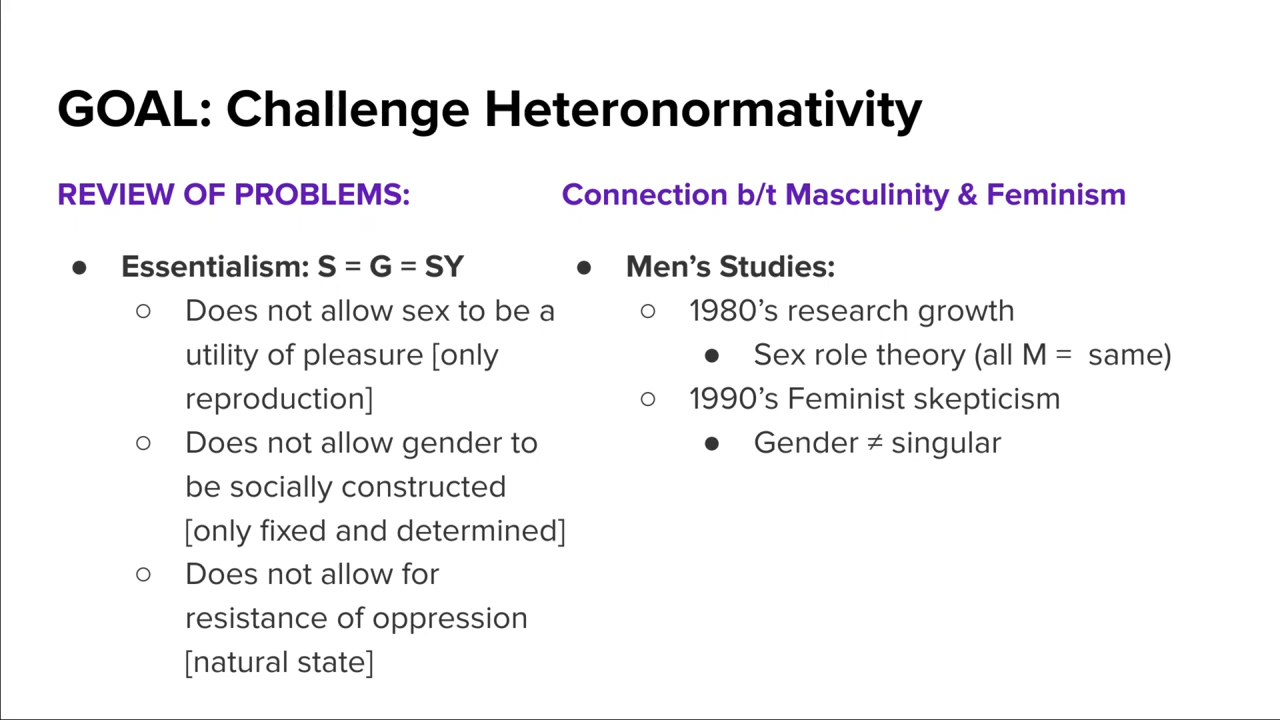 GOAL: Challenge Heteronormativity
REVIEW OF PROBLEMS:
● Essentialism: S = G = SY
○ Does not allow sex to be a
utility of pleasure [only
reproduction]
○ Does not allow gender to
be socially constructed
[only fixed and determined]
○ Does not allow for
resistance of oppression
[natural state]
Connection b/t Masculinity & Feminism
● Men’s Studies:
○ 1980’s research growth
● Sex role theory (all M = same)
○ 1990’s Feminist skepticism
● Gender ≠ singular